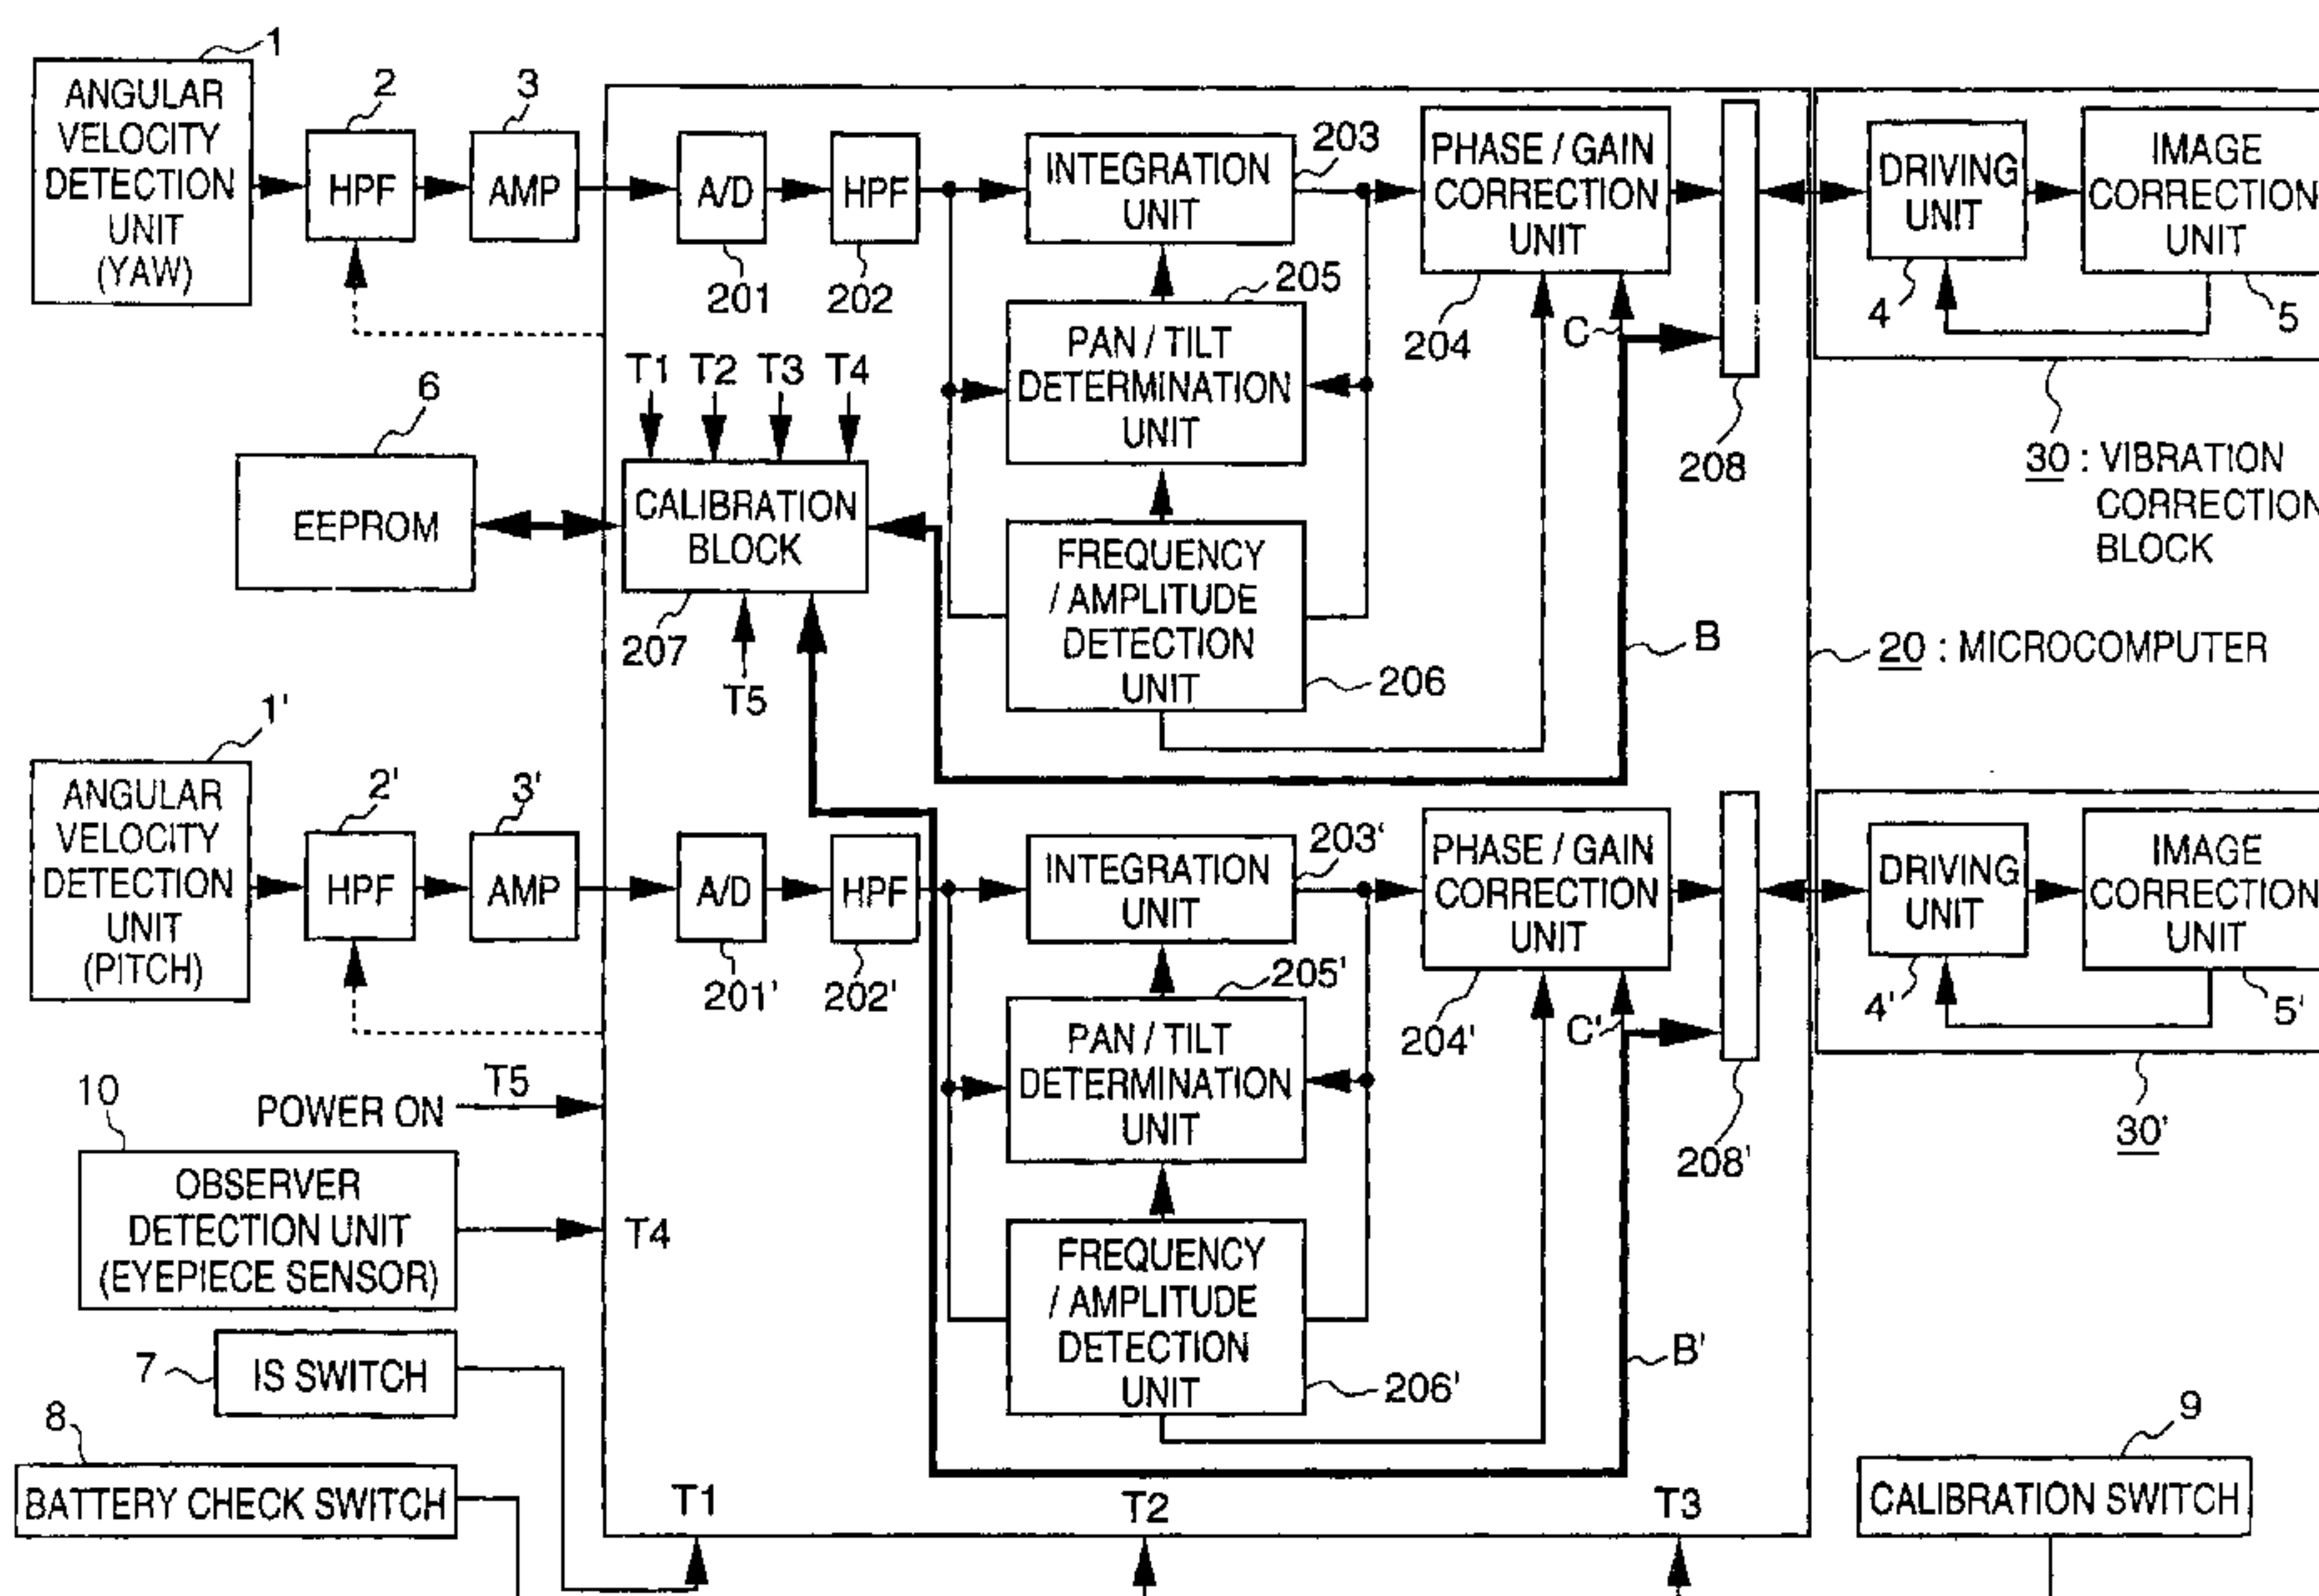 1
ANGULAR
VELOCITY
DETECTION
UNIT
(YAW)
2
HPF
3
AMP
A/D
201
HPF
202
INTEGRATION
UNIT
203
PHASE / GAIN
CORRECTION
UNIT
204
DRIVING
UNIT
4
IMAGE
CORRECTION
UNIT
5
205
PAN / TILT
DETERMINATION
UNIT
C
208
30 : VIBRATION
CORRECTION
BLOCK
6
EEPROM
T1 T2 T3 T4
CALIBRATION
BLOCK
207
T5
FREQUENCY
/ AMPLITUDE
DETECTION
UNIT
206
B
20 : MICROCOMPUTER
1'
ANGULAR
VELOCITY
DETECTION
UNIT
(PITCH)
2'
HPF
3'
AMP
A/D
201'
HPF
202'
INTEGRATION
UNIT
203'
PHASE / GAIN
CORRECTION
UNIT
204'
DRIVING
UNIT
4'
IMAGE
CORRECTION
UNIT
5'
205'
PAN / TILT
DETERMINATION
UNIT
C'
208'
30'
POWER ON
T5
10
OBSERVER
DETECTION UNIT
(EYEPIECE SENSOR)
T4
FREQUENCY
/ AMPLITUDE
DETECTION
UNIT
206'
B'
7
IS SWITCH
8
BATTERY CHECK SWITCH
T1
T2
T3
9
CALIBRATION SWITCH